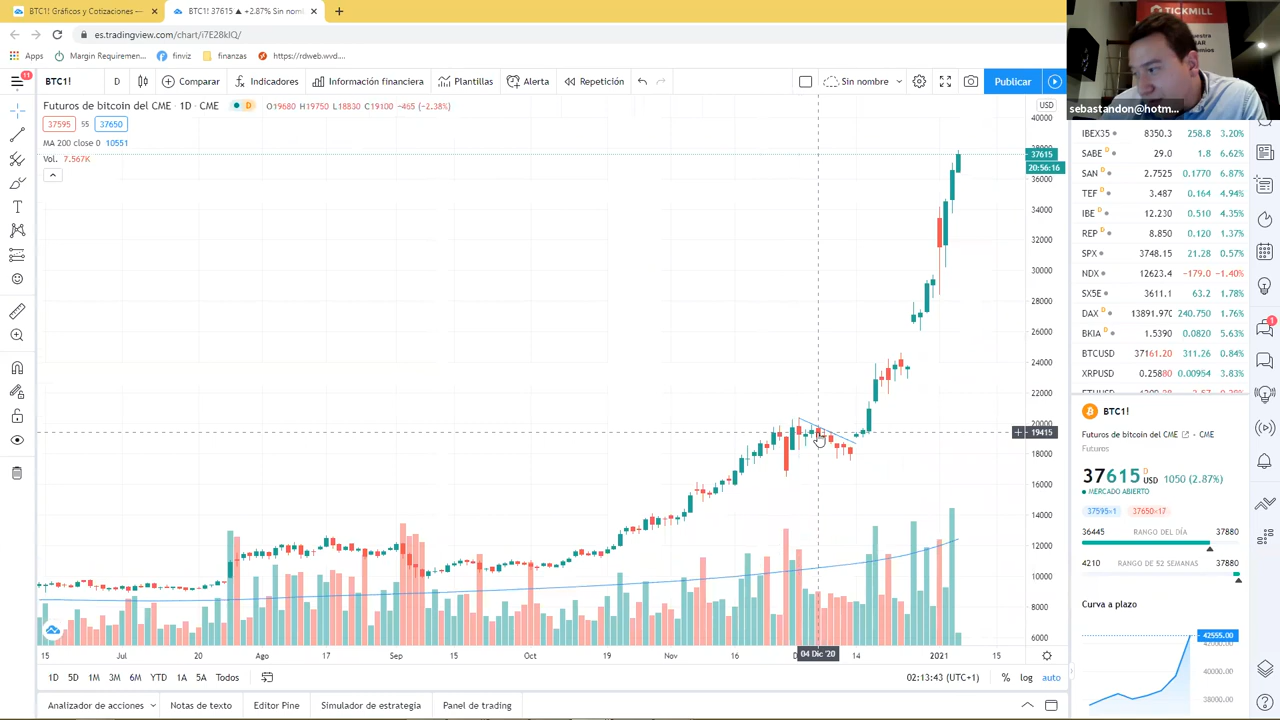 BTC1! Gráficos y Cotizaciones —
BTC1! 37615 ▲ +2.87% Sin nom
es.tradingview.com/chart/i7E28kIQ/
Apps
Margin Requiremen...
finviz
finanzas
https://rdweb.wvd....
TICKMILL
sebastandon@hotm...
11
BTC1!
D
Comparar
Indicadores
Información financiera
Plantillas
Alerta
Repetición
Sin nombre
Publicar
Futuros de bitcoin del CME · 1D · CME
D
O19680 H19750 L18830 C19100 −465 (−2.38%)
37595
55
37650
MA 200 close 0 10551
Vol. 7.567K
USD
40000
37615
20:56:16
36000
34000
32000
30000
28000
26000
24000
22000
20000
19415
18000
16000
14000
12000
10000
8000
6000
15
Jul
20
Ago
17
Sep
15
Oct
19
Nov
16
04 Dic '20
14
2021
15
1D 5D 1M 3M 6M YTD 1A 5A Todos
02:13:43 (UTC+1)
%
log
auto
Analizador de acciones
Notas de texto
Editor Pine
Simulador de estrategia
Panel de trading
IBEX35 8350.3 258.8 3.20%
SABE D 29.0 1.8 6.62%
SAN D 2.7525 0.1770 6.87%
TEF D 3.487 0.164 4.94%
IBE D 12.230 0.510 4.35%
REP D 8.850 0.120 1.37%
SPX 3748.15 21.28 0.57%
NDX 12623.4 −179.0 −1.40%
SX5E 3611.1 63.2 1.78%
DAX 13891.970 240.750 1.76%
BKIA D 1.5390 0.0820 5.63%
BTCUSD 37161.20 311.26 0.84%
XRPUSD 0.25880 0.00954 3.83%
BTC1!
Futuros de bitcoin del CME · CME
Futuros
37615 D USD 1050 (2.87%)
MERCADO ABIERTO
37595×1
37650×17
36445 RANGO DEL DÍA 37880
4210 RANGO DE 52 SEMANAS 37880
Curva a plazo
42555.00
40000.00
38000.00
1